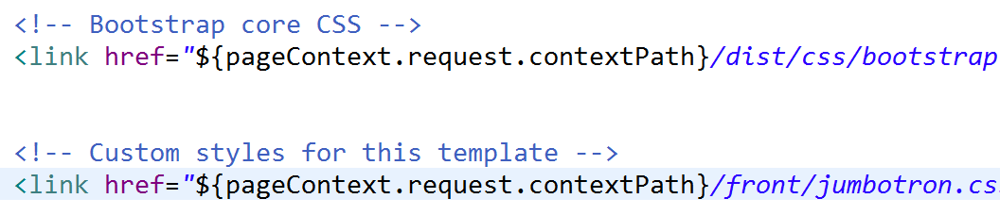 <!-- Bootstrap core CSS -->
<link href="${pageContext.request.contextPath}/dist/css/bootstrap
<!-- Custom styles for this template -->
<link href="${pageContext.request.contextPath}/front/jumbotron.cs